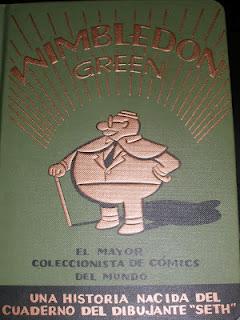 WIMBLEDON
GREEN
EL MAYOR
COLECCIONISTA DE CÓMICS
DEL MUNDO
UNA HISTORIA NACIDA DEL
CUADERNO DEL DIBUJANTE "SETH"